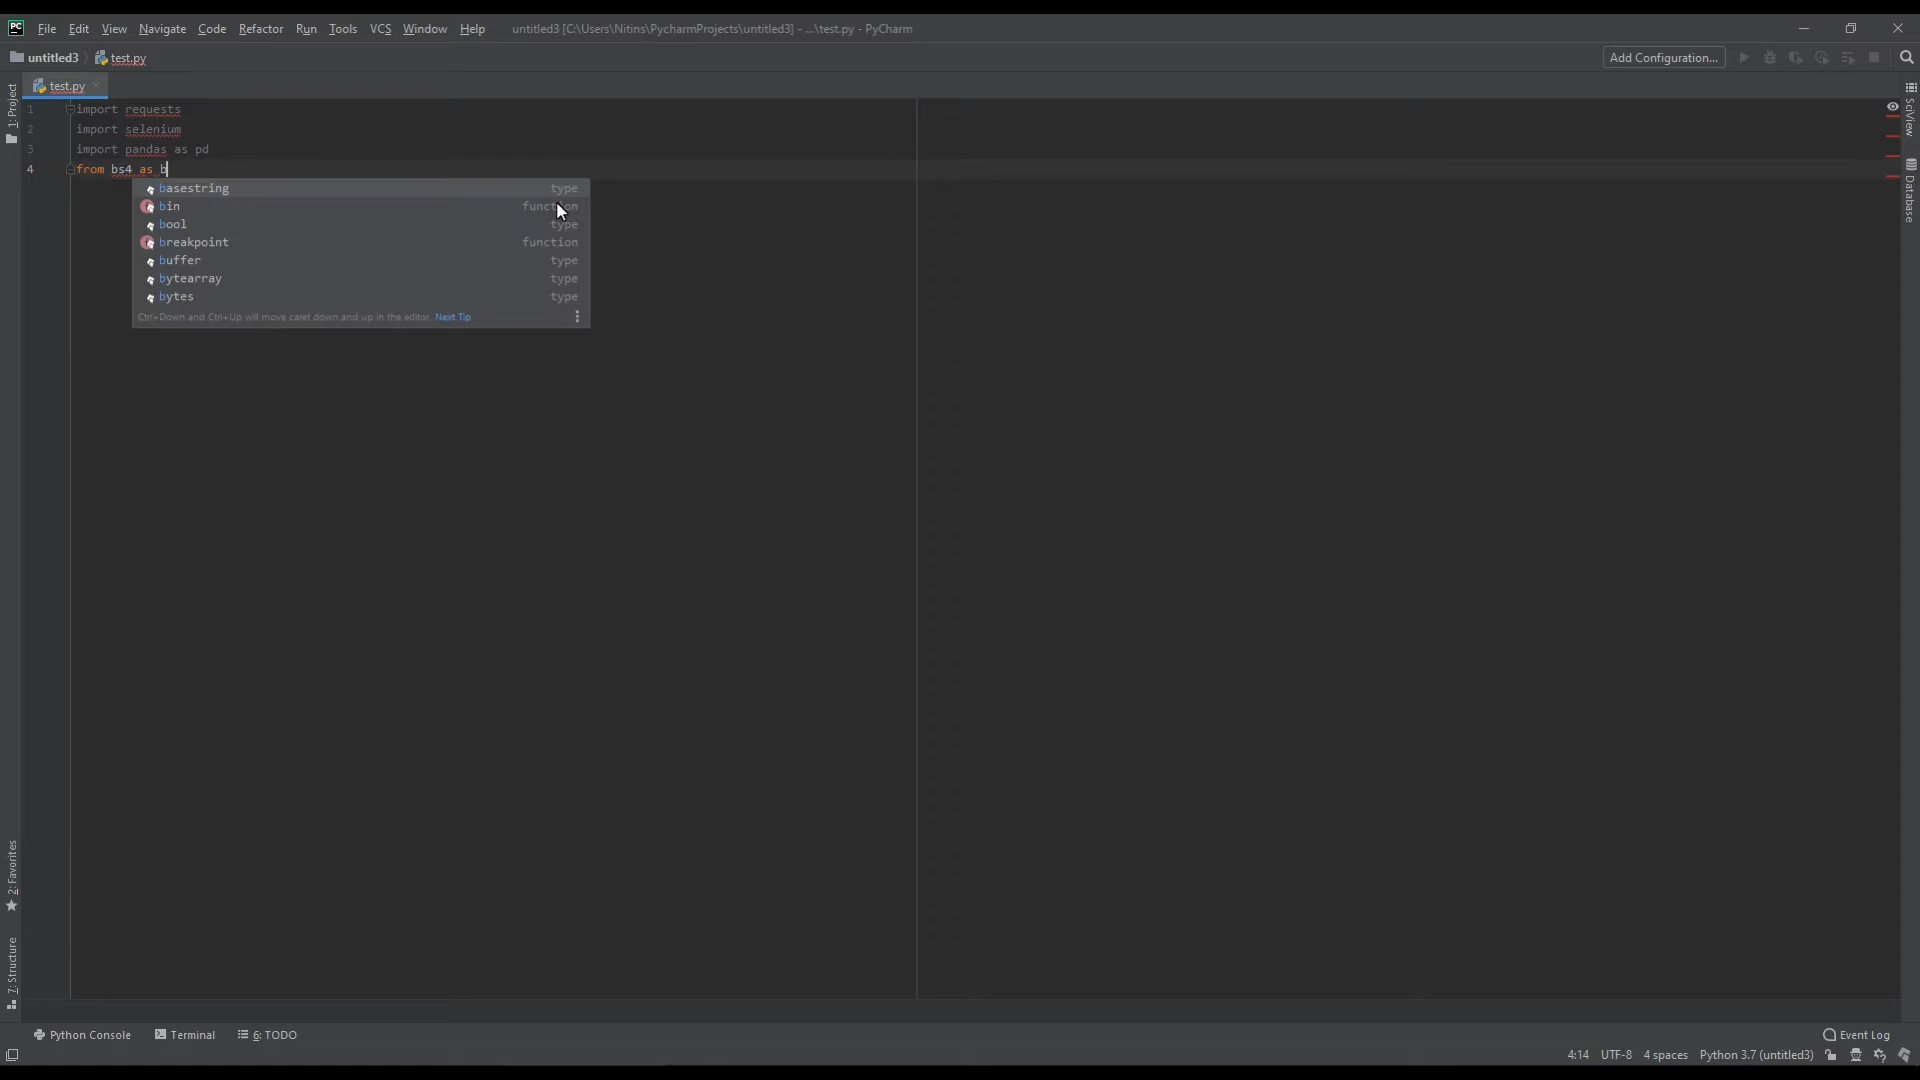 PC File Edit View Navigate Code Refactor Run Tools VCS Window Help untitled3 [C:\Users\Nitins\PycharmProjects\untitled3] - ...\test.py - PyCharm
untitled3 test.py Add Configuration...
test.py
1 import requests
2 import selenium
3 import pandas as pd
4 from bs4 as b
basestring type
bin function
bool type
breakpoint function
buffer type
bytearray type
bytes type
Ctrl+Down and Ctrl+Up will move caret down and up in the editor. Next Tip
1: Project
2: Favorites
7: Structure
SciView
Database
Python Console Terminal 6: TODO Event Log
4:14 UTF-8 4 spaces Python 3.7 (untitled3)